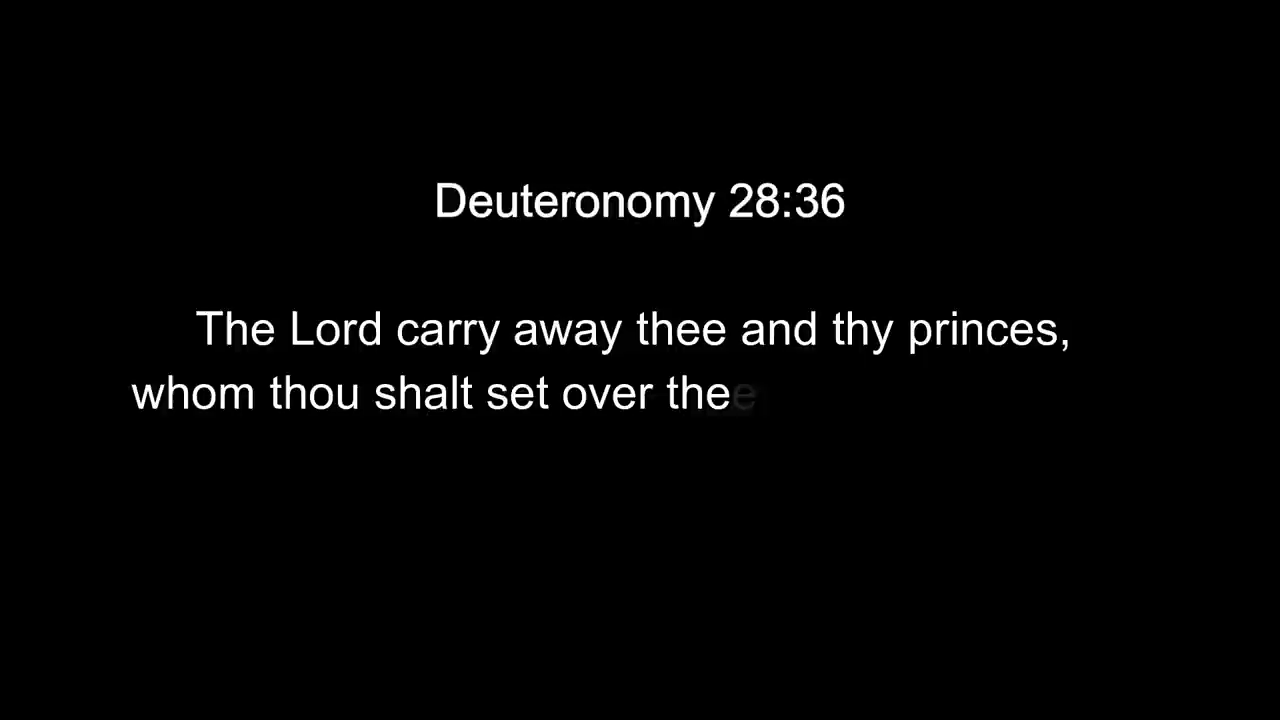 Deuteronomy 28:36
The Lord carry away thee and thy princes,
whom thou shalt set over thee